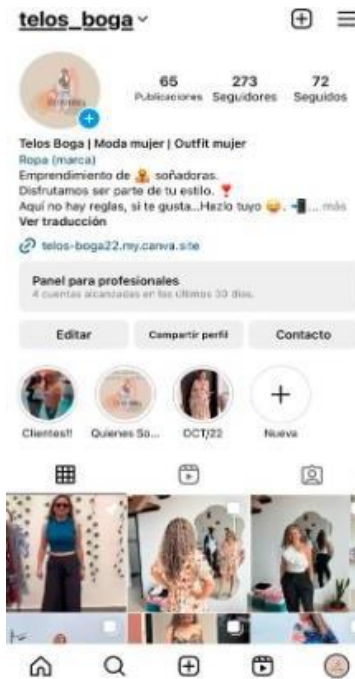 telos_boga
65 273 72
Publicaciones Seguidores Seguidos
Telos Boga | Moda mujer | Outfit mujer
Ropa (marca)
Emprendimiento de soñadoras.
Disfrutamos ser parte de tu estilo.
Aquí no hay reglas, si te gusta...Hazlo tuyo . ... más
Ver traducción
telos-boga22.my.canva.site
Panel para profesionales
4 cuentas alcanzadas en los últimos 30 días.
Editar Compartir perfil Contacto
Clientes!! Quienes So... OCT/22 Nueva